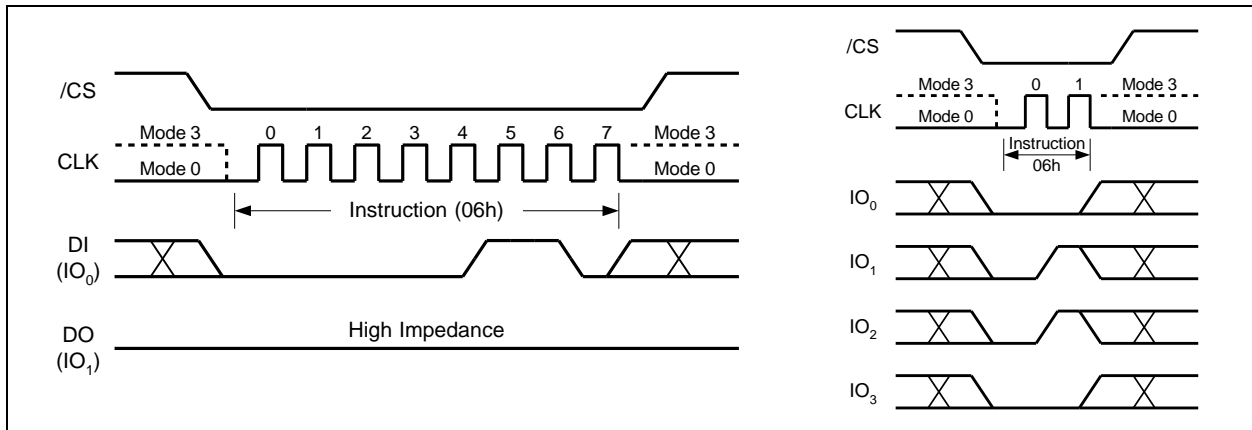 /CS
Mode 3 0 1 2 3 4 5 6 7 Mode 3
CLK
Mode 0 Mode 0
Instruction (06h)
DI
(IO0)
DO
(IO1)
High Impedance
/CS
Mode 3 0 1 Mode 3
CLK
Mode 0 Mode 0
Instruction
06h
IO0
IO1
IO2
IO3